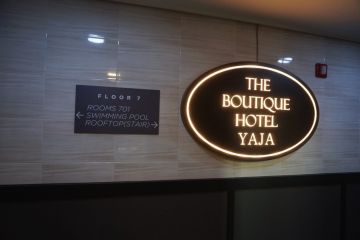 FLOOR 7
ROOMS 701
← SWIMMING POOL
ROOFTOP(STAIR) →
THE
BOUTIQUE
HOTEL
YAJA